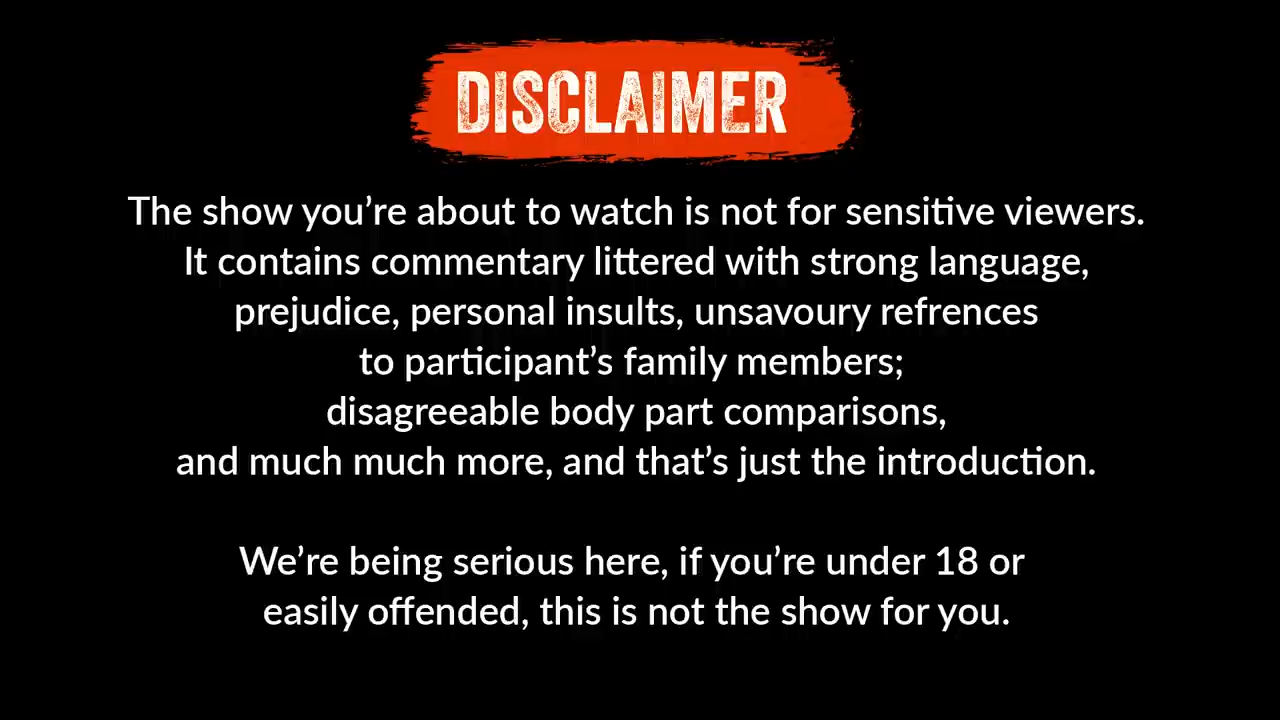 DISCLAIMER
The show you’re about to watch is not for sensitive viewers.
It contains commentary littered with strong language,
prejudice, personal insults, unsavoury refrences
to participant’s family members;
disagreeable body part comparisons,
and much much more, and that’s just the introduction.
We’re being serious here, if you’re under 18 or
easily offended, this is not the show for you.